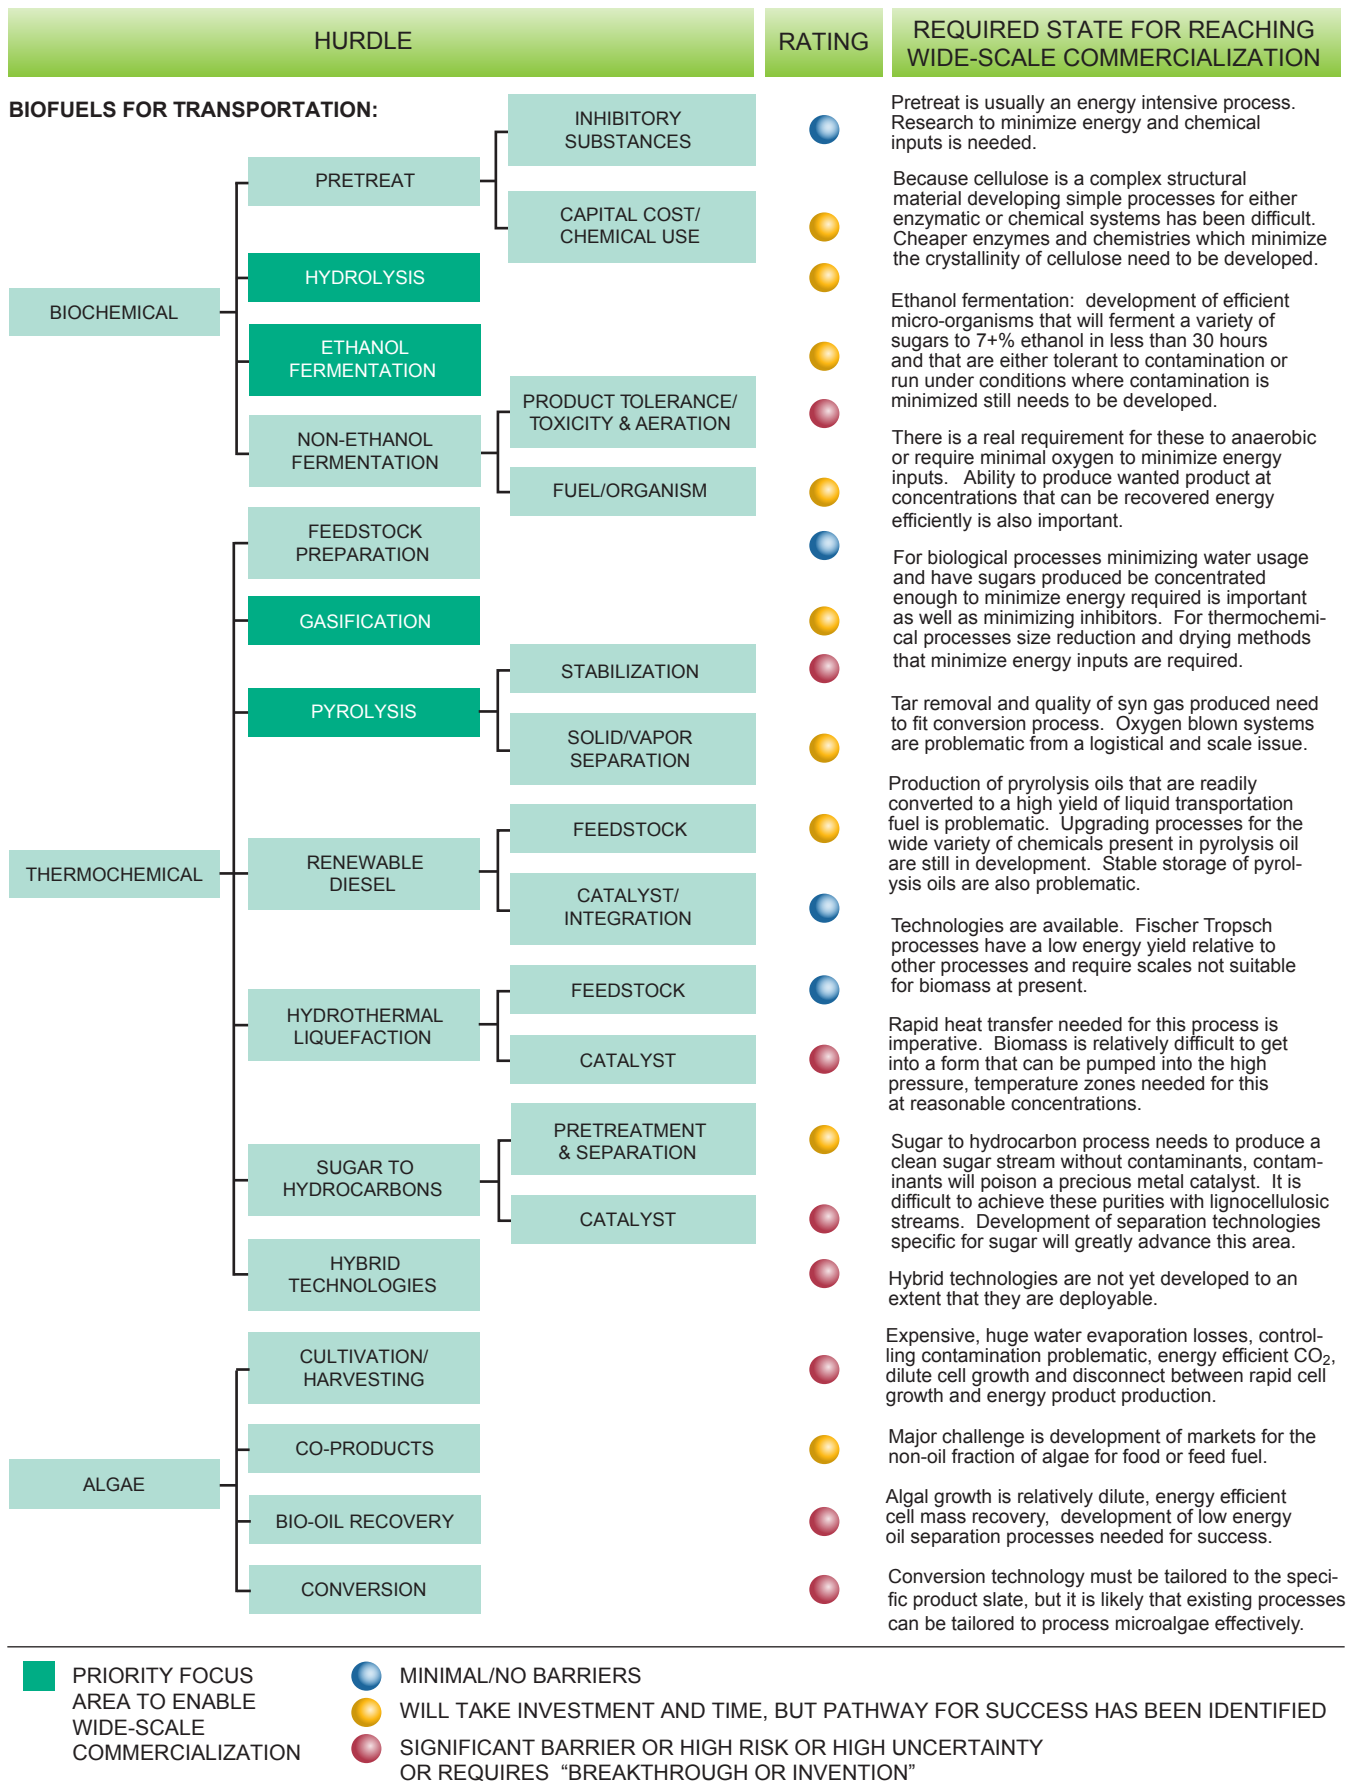 HURDLE
RATING
REQUIRED STATE FOR REACHING
WIDE-SCALE COMMERCIALIZATION
BIOFUELS FOR TRANSPORTATION:
BIOCHEMICAL
PRETREAT
INHIBITORY
SUBSTANCES
CAPITAL COST/
CHEMICAL USE
HYDROLYSIS
ETHANOL
FERMENTATION
NON-ETHANOL
FERMENTATION
PRODUCT TOLERANCE/
TOXICITY & AERATION
FUEL/ORGANISM
THERMOCHEMICAL
FEEDSTOCK
PREPARATION
GASIFICATION
PYROLYSIS
STABILIZATION
SOLID/VAPOR
SEPARATION
RENEWABLE
DIESEL
FEEDSTOCK
CATALYST/
INTEGRATION
HYDROTHERMAL
LIQUEFACTION
FEEDSTOCK
CATALYST
SUGAR TO
HYDROCARBONS
PRETREATMENT
& SEPARATION
CATALYST
HYBRID
TECHNOLOGIES
ALGAE
CULTIVATION/
HARVESTING
CO-PRODUCTS
BIO-OIL RECOVERY
CONVERSION
Pretreat is usually an energy intensive process.
Research to minimize energy and chemical
inputs is needed.
Because cellulose is a complex structural
material developing simple processes for either
enzymatic or chemical systems has been difficult.
Cheaper enzymes and chemistries which minimize
the crystallinity of cellulose need to be developed.
Ethanol fermentation:  development of efficient
micro-organisms that will ferment a variety of
sugars to 7+% ethanol in less than 30 hours
and that are either tolerant to contamination or
run under conditions where contamination is
minimized still needs to be developed.
There is a real requirement for these to anaerobic
or require minimal oxygen to minimize energy
inputs.   Ability to produce wanted product at
concentrations that can be recovered energy
efficiently is also important.
For biological processes minimizing water usage
and have sugars produced be concentrated
enough to minimize energy required is important
as well as minimizing inhibitors.  For thermochemi-
cal processes size reduction and drying methods
that minimize energy inputs are required.
Tar removal and quality of syn gas produced need
to fit conversion process.  Oxygen blown systems
are problematic from a logistical and scale issue.
Production of pryrolysis oils that are readily
converted to a high yield of liquid transportation
fuel is problematic.  Upgrading processes for the
wide variety of chemicals present in pyrolysis oil
are still in development.  Stable storage of pyrol-
ysis oils are also problematic.
Technologies are available.  Fischer Tropsch
processes have a low energy yield relative to
other processes and require scales not suitable
for biomass at present.
Rapid heat transfer needed for this process is
imperative.  Biomass is relatively difficult to get
into a form that can be pumped into the high
pressure, temperature zones needed for this
at reasonable concentrations.
Sugar to hydrocarbon process needs to produce a
clean sugar stream without contaminants, contam-
inants will poison a precious metal catalyst.  It is
difficult to achieve these purities with lignocellulosic
streams.  Development of separation technologies
specific for sugar will greatly advance this area.
Hybrid technologies are not yet developed to an
extent that they are deployable.
Expensive, huge water evaporation losses, control-
ling contamination problematic, energy efficient CO₂,
dilute cell growth and disconnect between rapid cell
growth and energy product production.
Major challenge is development of markets for the
non-oil fraction of algae for food or feed fuel.
Algal growth is relatively dilute, energy efficient
cell mass recovery,  development of low energy
oil separation processes needed for success.
Conversion technology must be tailored to the speci-
fic product slate, but it is likely that existing processes
can be tailored to process microalgae effectively.
PRIORITY FOCUS
AREA TO ENABLE
WIDE-SCALE
COMMERCIALIZATION
MINIMAL/NO BARRIERS
WILL TAKE INVESTMENT AND TIME, BUT PATHWAY FOR SUCCESS HAS BEEN IDENTIFIED
SIGNIFICANT BARRIER OR HIGH RISK OR HIGH UNCERTAINTY
OR REQUIRES  “BREAKTHROUGH OR INVENTION”